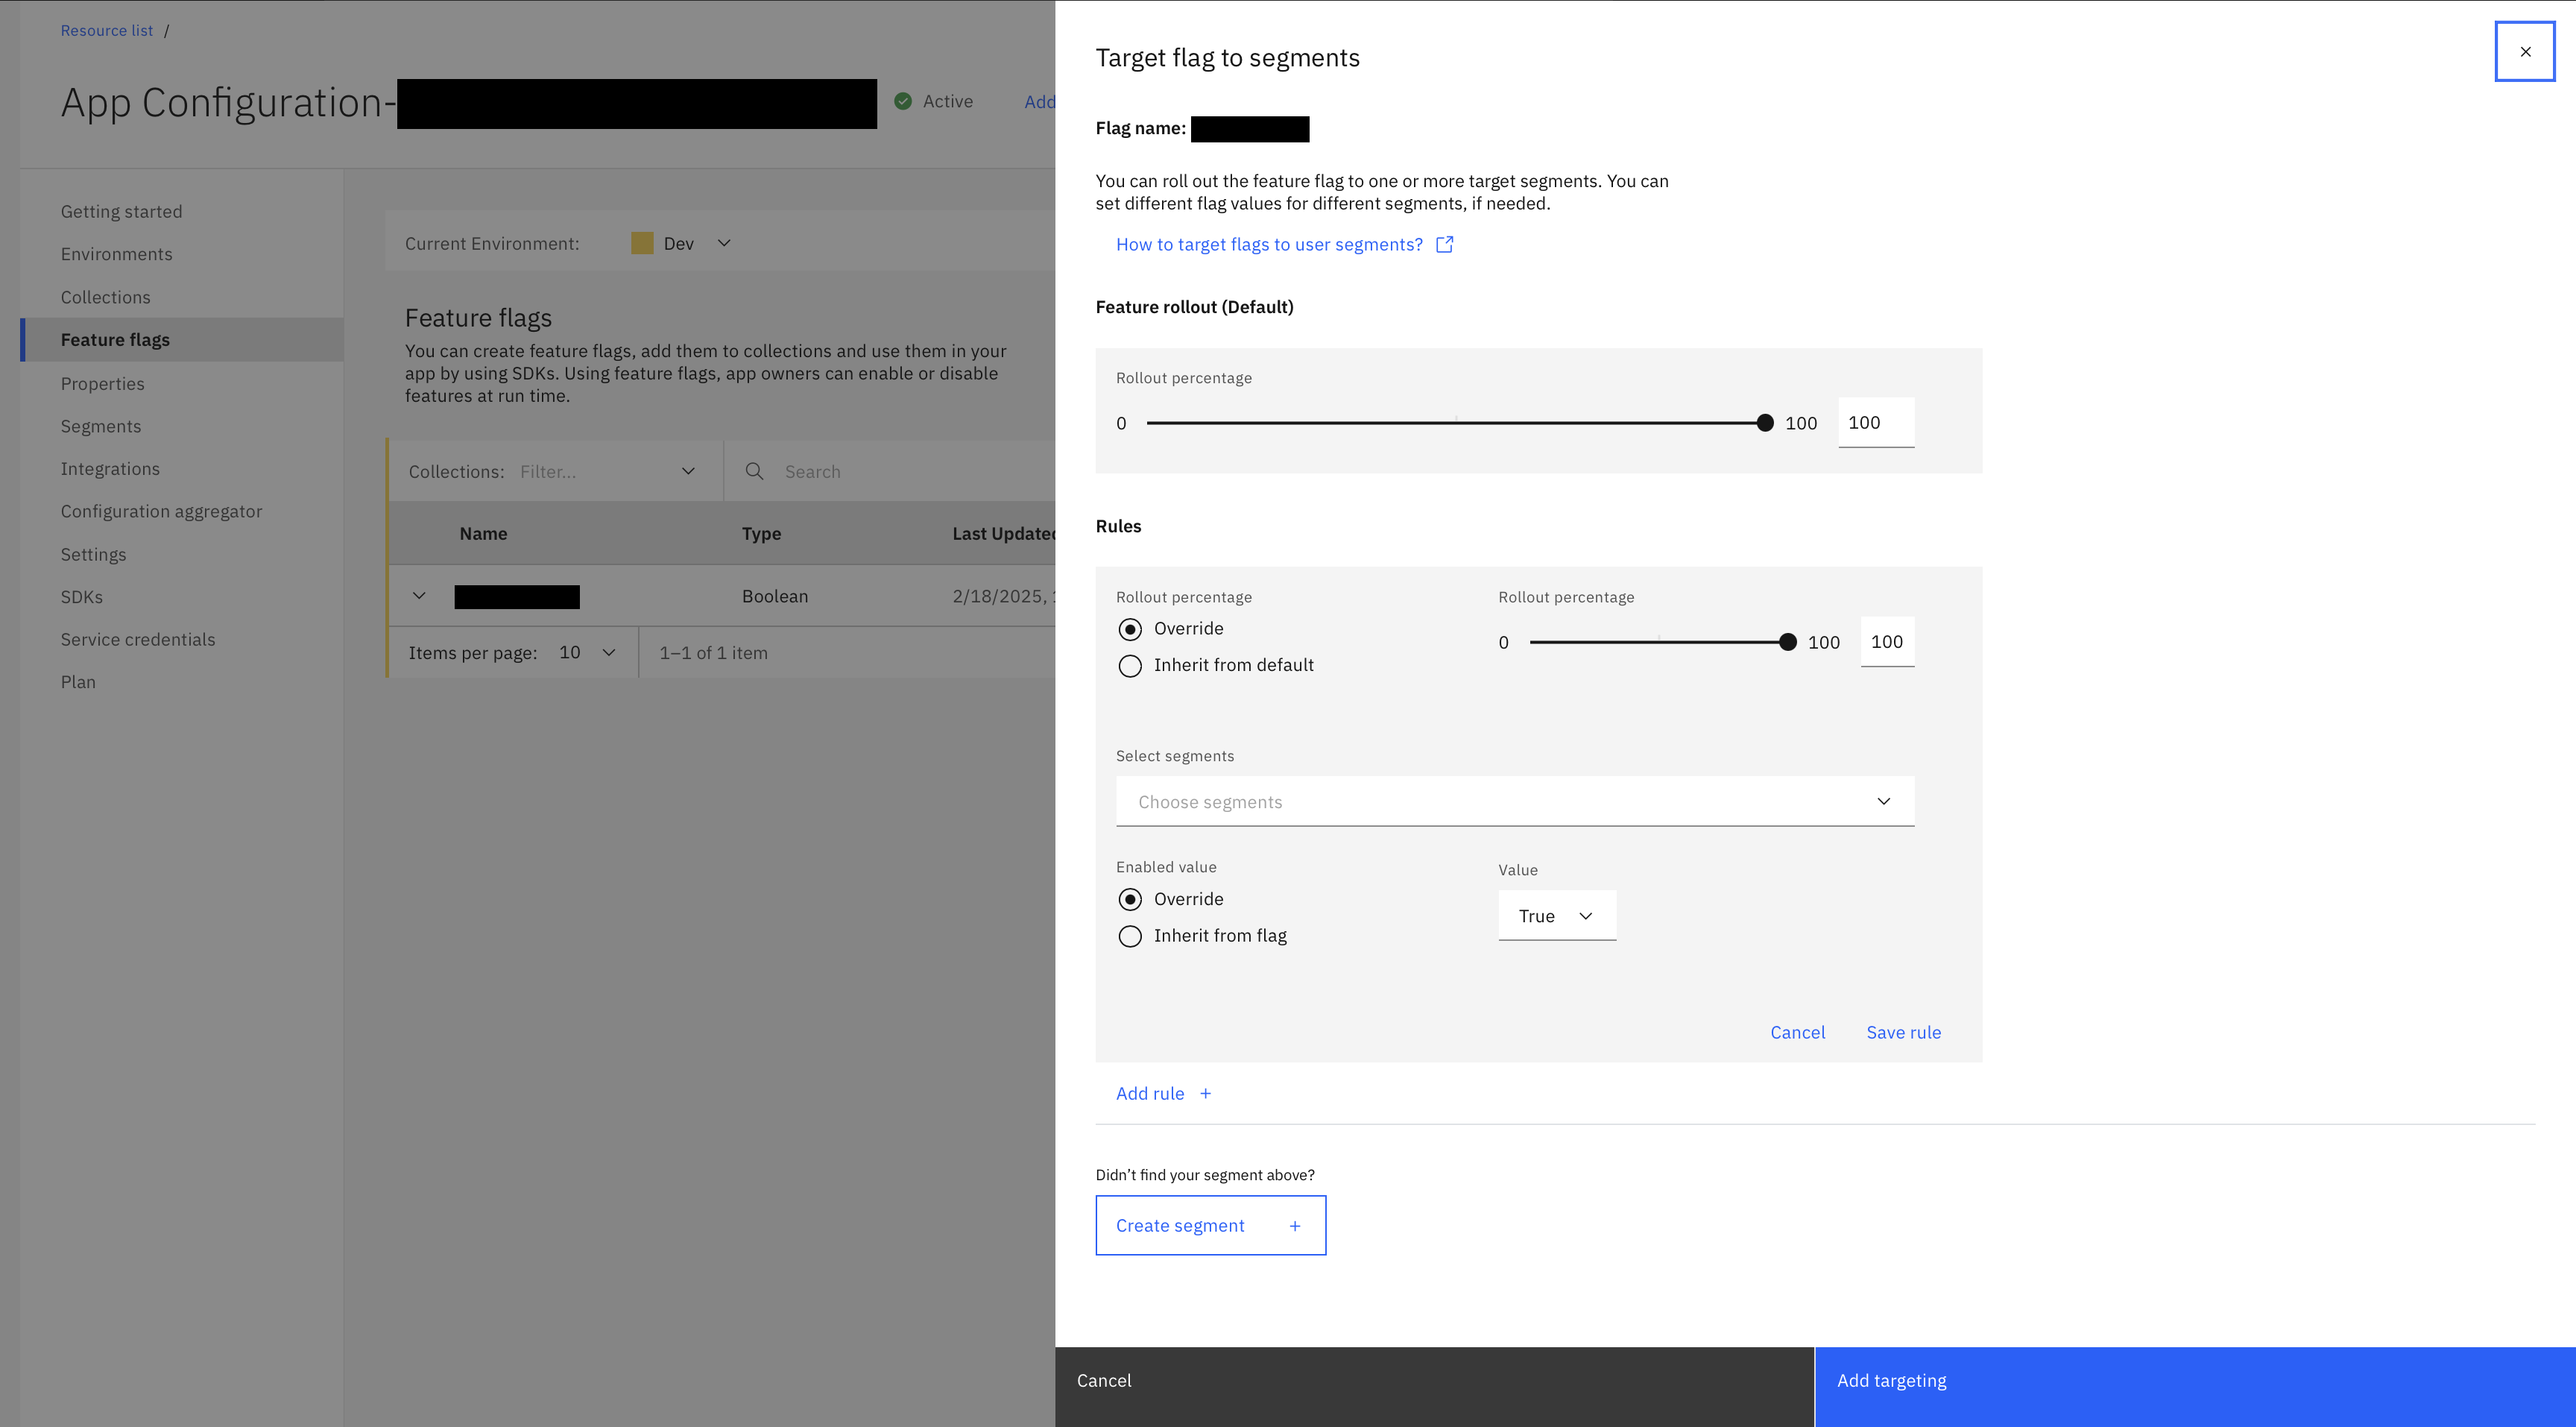 Resource list /
App Configuration-
Active
Add
Getting started
Environments
Collections
Feature flags
Properties
Segments
Integrations
Configuration aggregator
Settings
SDKs
Service credentials
Plan
Current Environment: Dev
Feature flags
You can create feature flags, add them to collections and use them in your
app by using SDKs. Using feature flags, app owners can enable or disable
features at run time.
Collections: Filter... Search
Name Type Last Updated
Boolean 2/18/2025,
Items per page: 10 1–1 of 1 item
Target flag to segments
Flag name:
You can roll out the feature flag to one or more target segments. You can
set different flag values for different segments, if needed.
How to target flags to user segments?
Feature rollout (Default)
Rollout percentage
0 100 100
Rules
Rollout percentage Rollout percentage
Override
0 100 100
Inherit from default
Select segments
Choose segments
Enabled value Value
Override
True
Inherit from flag
Cancel Save rule
Add rule +
Didn't find your segment above?
Create segment +
Cancel Add targeting